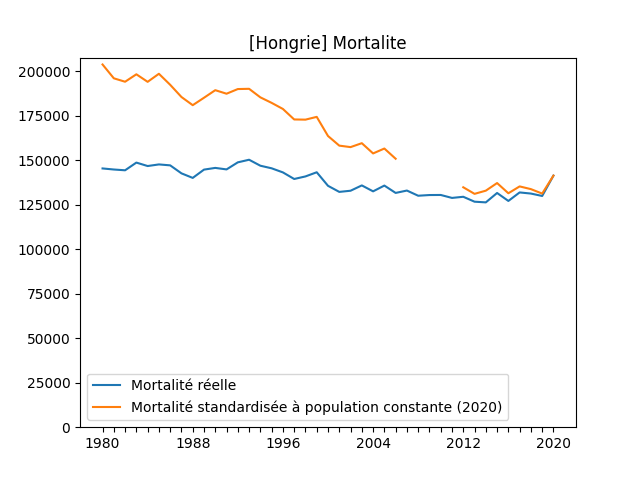 [Hongrie] Mortalite
200000
175000
150000
125000
100000
75000
50000
25000
0
Mortalité réelle
Mortalité standardisée à population constante (2020)
1980 1988 1996 2004 2012 2020